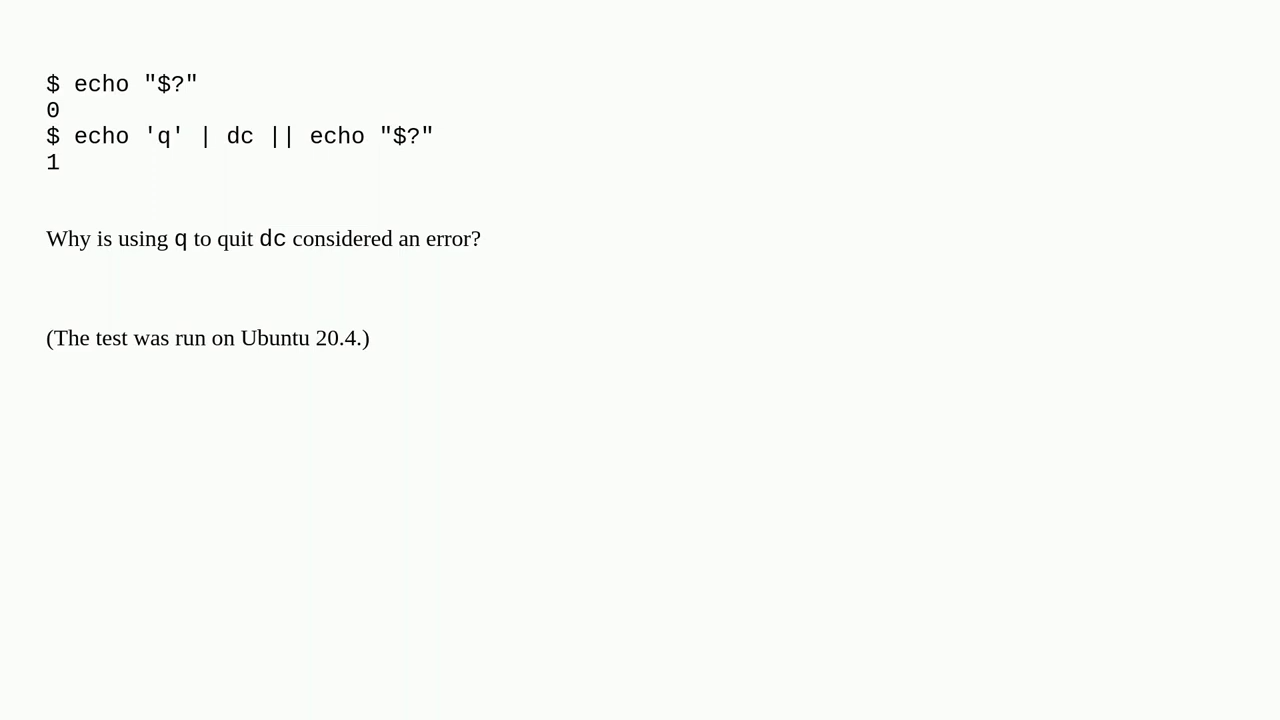 $ echo "$?"
0
$ echo 'q' | dc || echo "$?"
1
Why is using q to quit dc considered an error?
(The test was run on Ubuntu 20.4.)